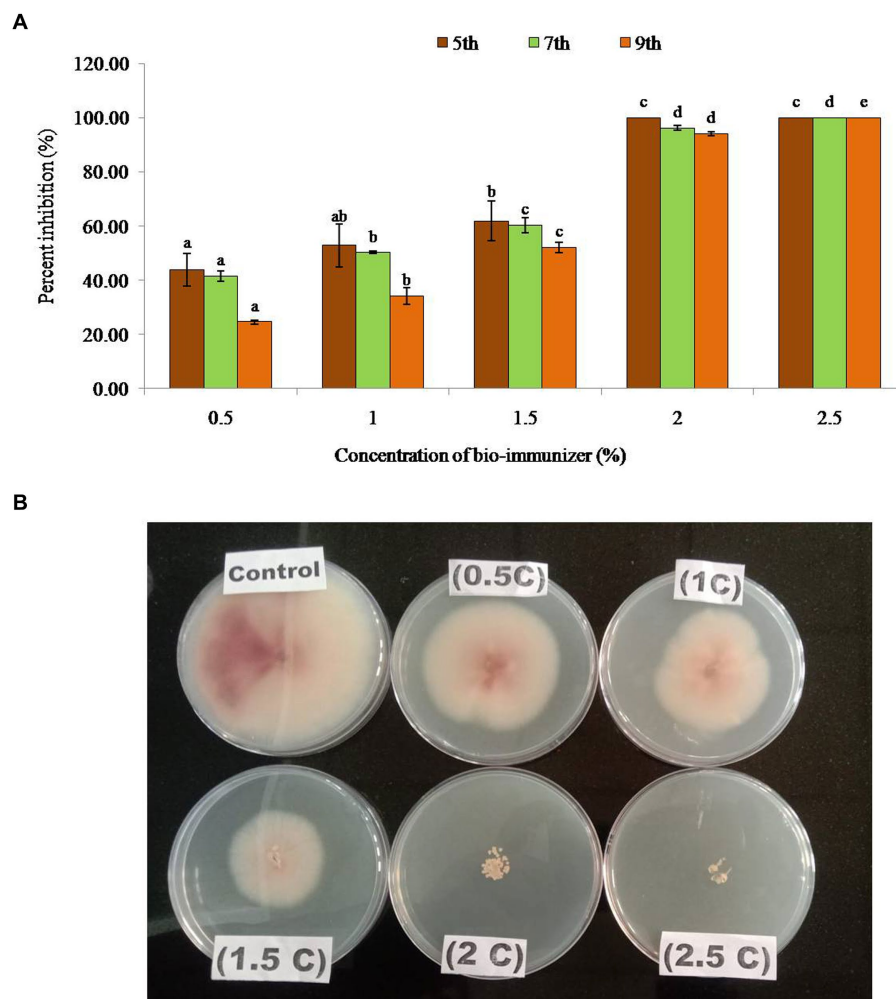 A
5th 7th 9th
120.00
100.00
80.00
60.00
40.00
20.00
0.00
Percent inhibition (%)
a a a
ab b b
b c c
c d d
c d e
0.5 1 1.5 2 2.5
Concentration of bio-immunizer (%)
B
Control
(0.5C)
(1C)
(1.5 C)
(2 C)
(2.5 C)